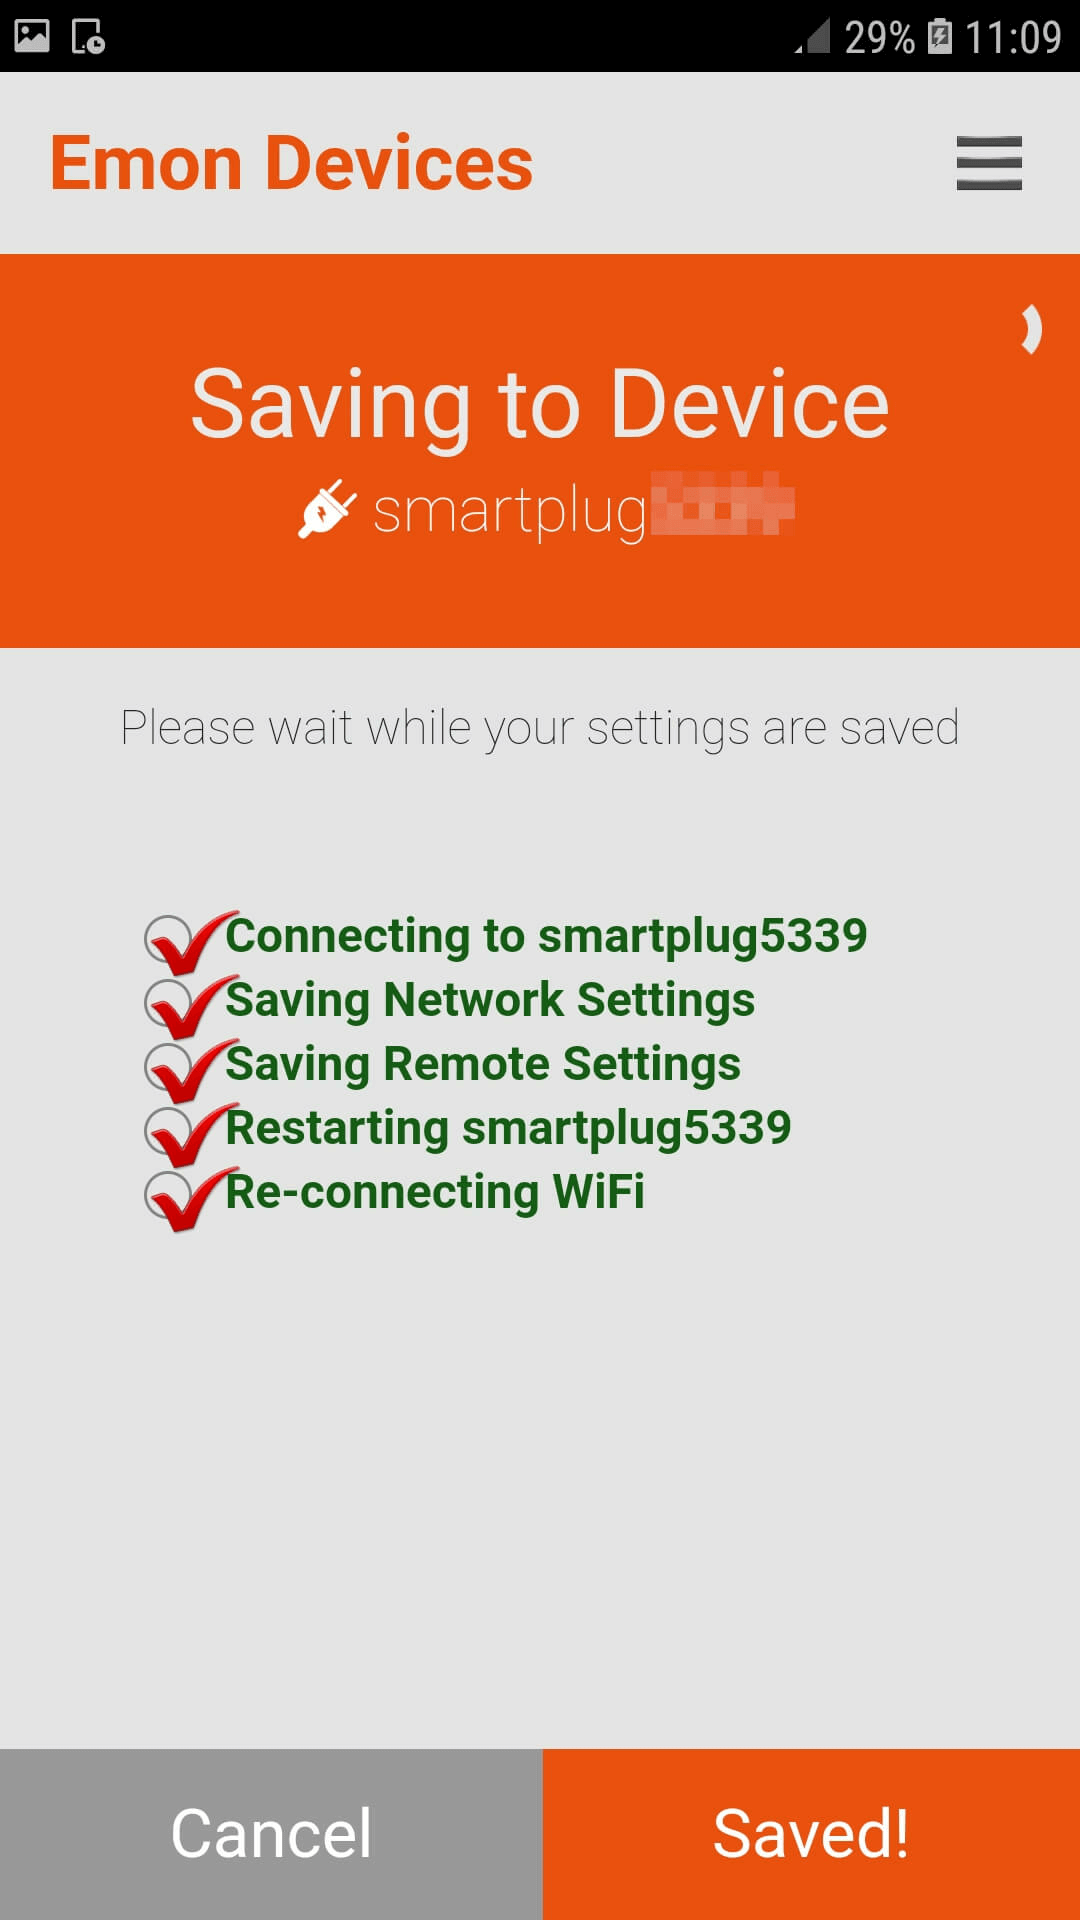 29% 11:09
Emon Devices
Saving to Device
smartplug
Please wait while your settings are saved
Connecting to smartplug5339
Saving Network Settings
Saving Remote Settings
Restarting smartplug5339
Re-connecting WiFi
Cancel
Saved!